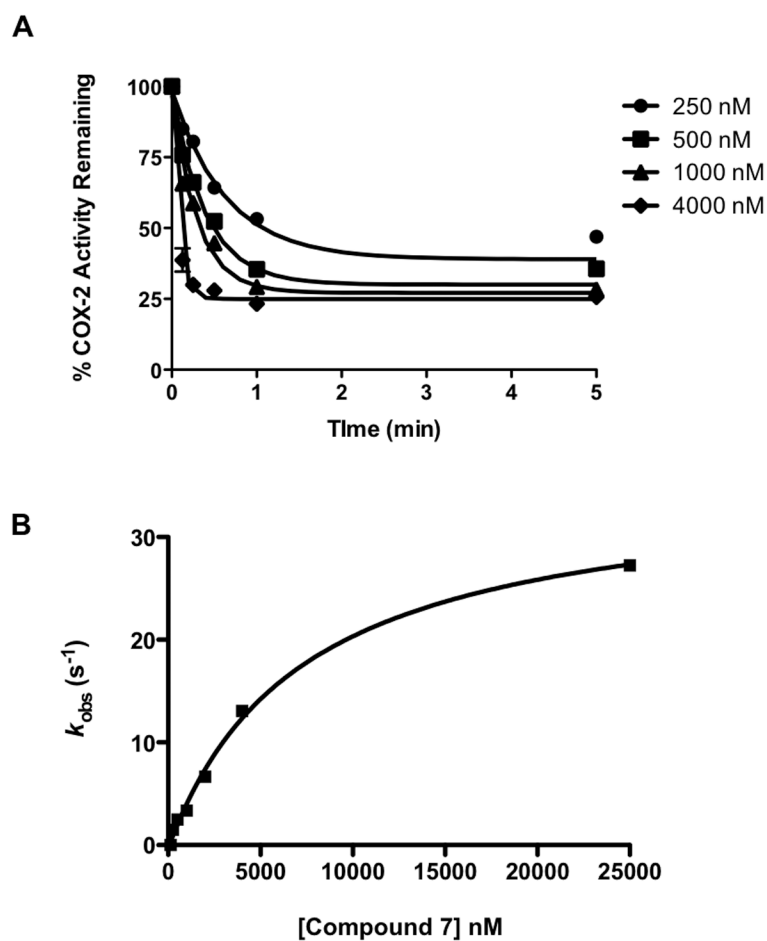 A
% COX-2 Activity Remaining
100
75
50
25
0
0 1 2 3 4 5
TIme (min)
250 nM
500 nM
1000 nM
4000 nM
B
kobs (s-1)
30
20
10
0
0 5000 10000 15000 20000 25000
[Compound 7] nM